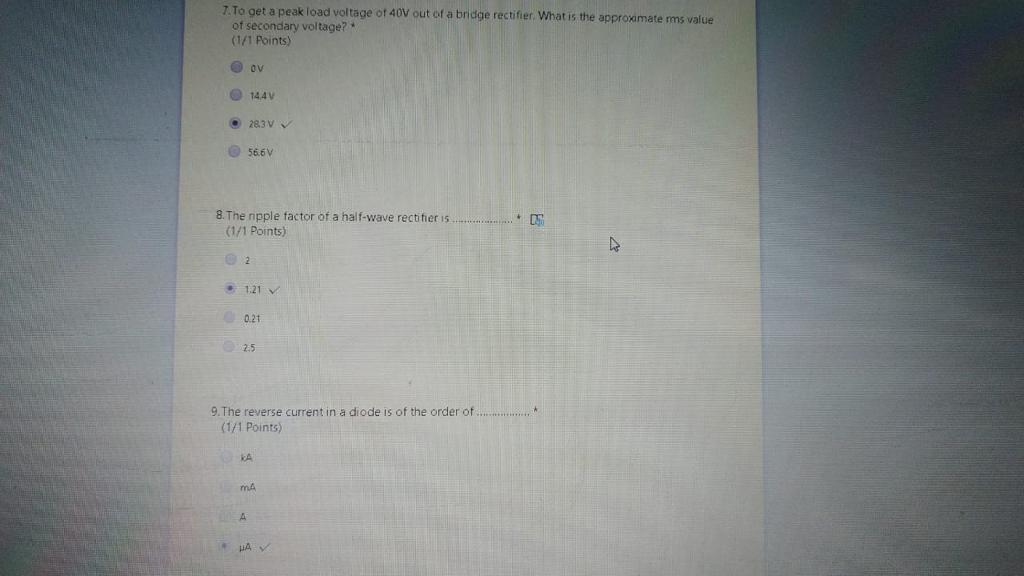 7. To get a peak load voltage of 40V out of a bridge rectifier. What is the approximate rms value
of secondary voltage? *
(1/1 Points)
0 V
14.4 V
28.3 V ✓
56.6 V
8. The ripple factor of a half-wave rectifier is .................... *
(1/1 Points)
2
1.21 ✓
0.21
2.5
9. The reverse current in a diode is of the order of ................. *
(1/1 Points)
kA
mA
A
μA ✓